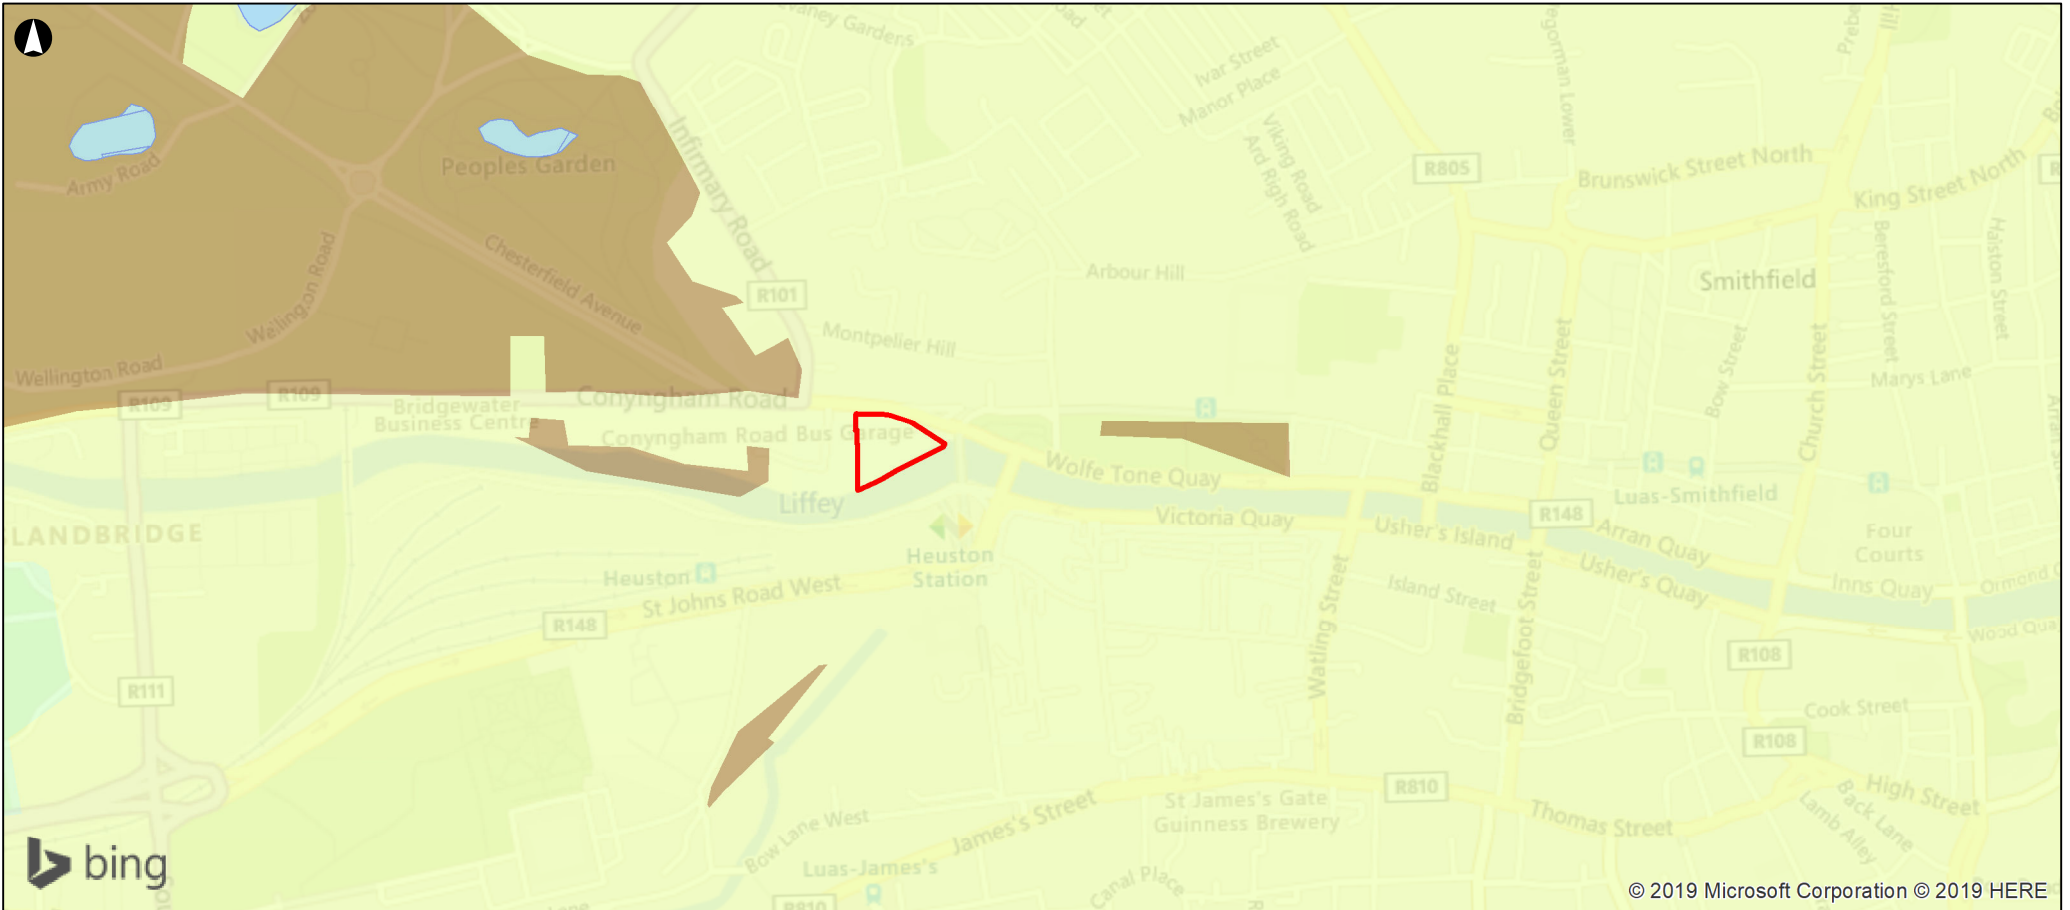 Gardens
Road
Ivar Street
Manor Place
Viking Road
Ard Righ Road
Infirmary Road
Peoples Garden
Army Road
R805
Brunswick Street North
King Street North
Wellington Road
Chesterfield Avenue
Arbour Hill
R101
Smithfield
Beresford Street
Haiston Street
Montpelier Hill
Wellington Road
R109
R109
Conyngham Road
Bridgewater
Business Centre
Conyngham Road Bus Garage
Blackhall Place
Queen Street
Bow Street
Church Street
Marys Lane
Wolfe Tone Quay
Liffey
Victoria Quay
Usher's Island
R148
Arran Quay
Luas-Smithfield
Four
Courts
Inns Quay
LANDBRIDGE
Heuston
Station
Heuston
St Johns Road West
R148
Usher's Quay
Island Street
Watling Street
Bridgefoot Street
R108
R111
Cook Street
R108
R810
St James's Gate
Guinness Brewery
James's Street
Thomas Street
High Street
Back Lane
Lamb Alley
Bow Lane West
Luas-James's
Canal Place
R810
bing
© 2019 Microsoft Corporation © 2019 HERE